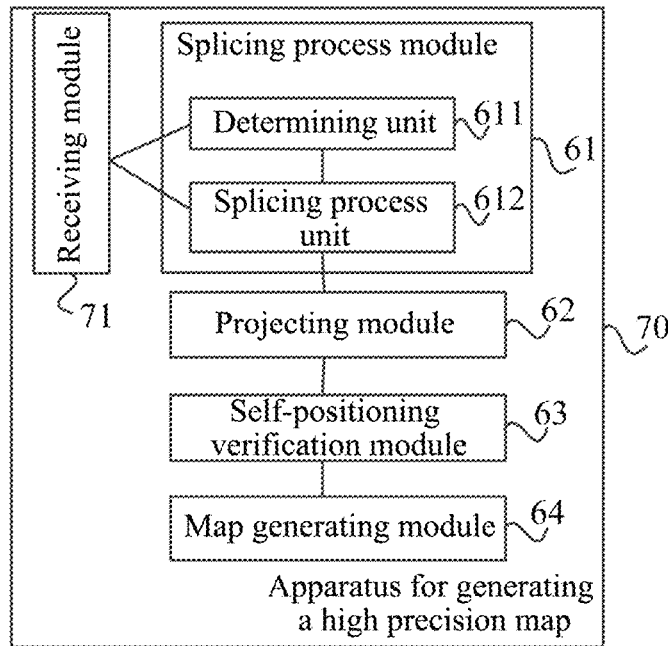 Receiving module
71
Splicing process module
Determining unit
611
61
Splicing process
unit
612
Projecting module
62
70
Self-positioning
verification module
63
Map generating module
64
Apparatus for generating
a high precision map